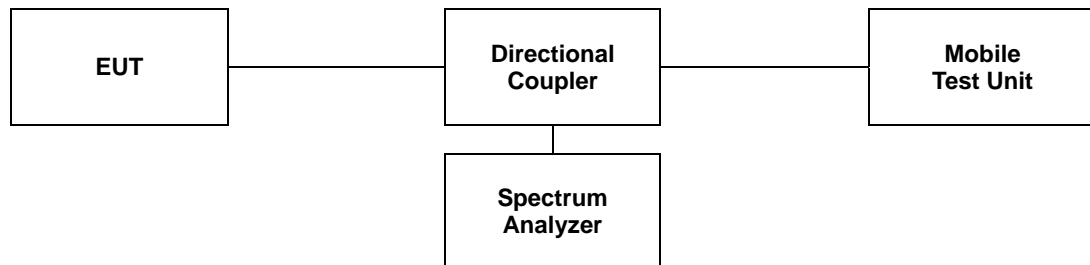 EUT
Directional
Coupler
Mobile
Test Unit
Spectrum
Analyzer